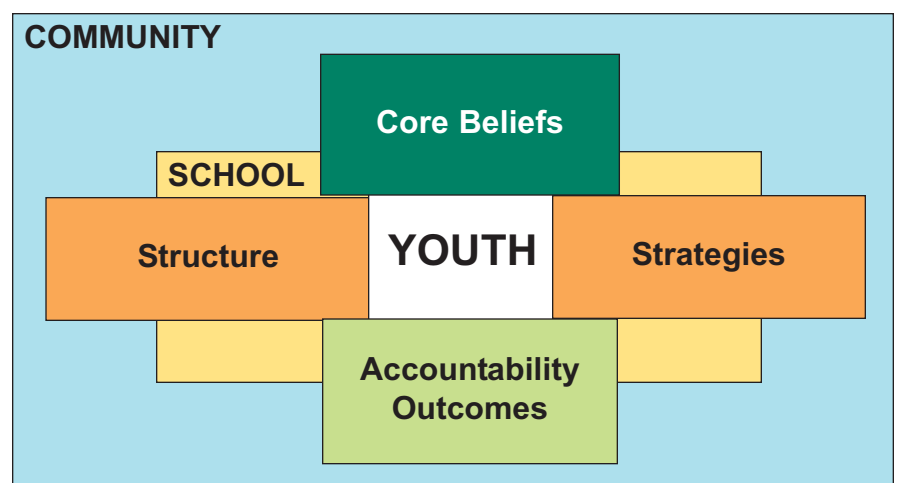 COMMUNITY
Core Beliefs
SCHOOL
Structure
YOUTH
Strategies
Accountability
Outcomes